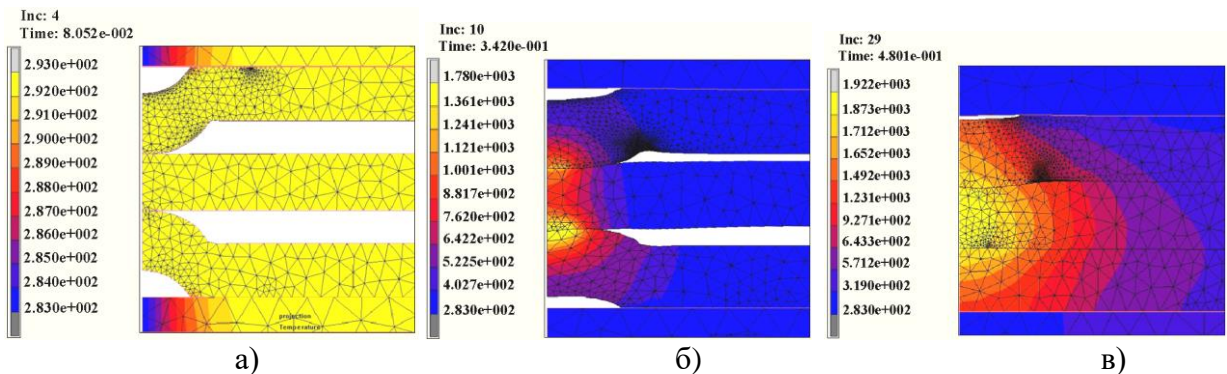 Inc: 4
Time: 8.052e-002
2.930e+002
2.920e+002
2.910e+002
2.900e+002
2.890e+002
2.880e+002
2.870e+002
2.860e+002
2.850e+002
2.840e+002
2.830e+002
projection
Temperature?
а)
Inc: 10
Time: 3.420e-001
1.780e+003
1.361e+003
1.241e+003
1.121e+003
1.001e+003
8.817e+002
7.620e+002
6.422e+002
5.225e+002
4.027e+002
2.830e+002
б)
Inc: 29
Time: 4.801e-001
1.922e+003
1.873e+003
1.712e+003
1.652e+003
1.492e+003
1.231e+003
9.271e+002
6.433e+002
5.712e+002
3.190e+002
2.830e+002
в)